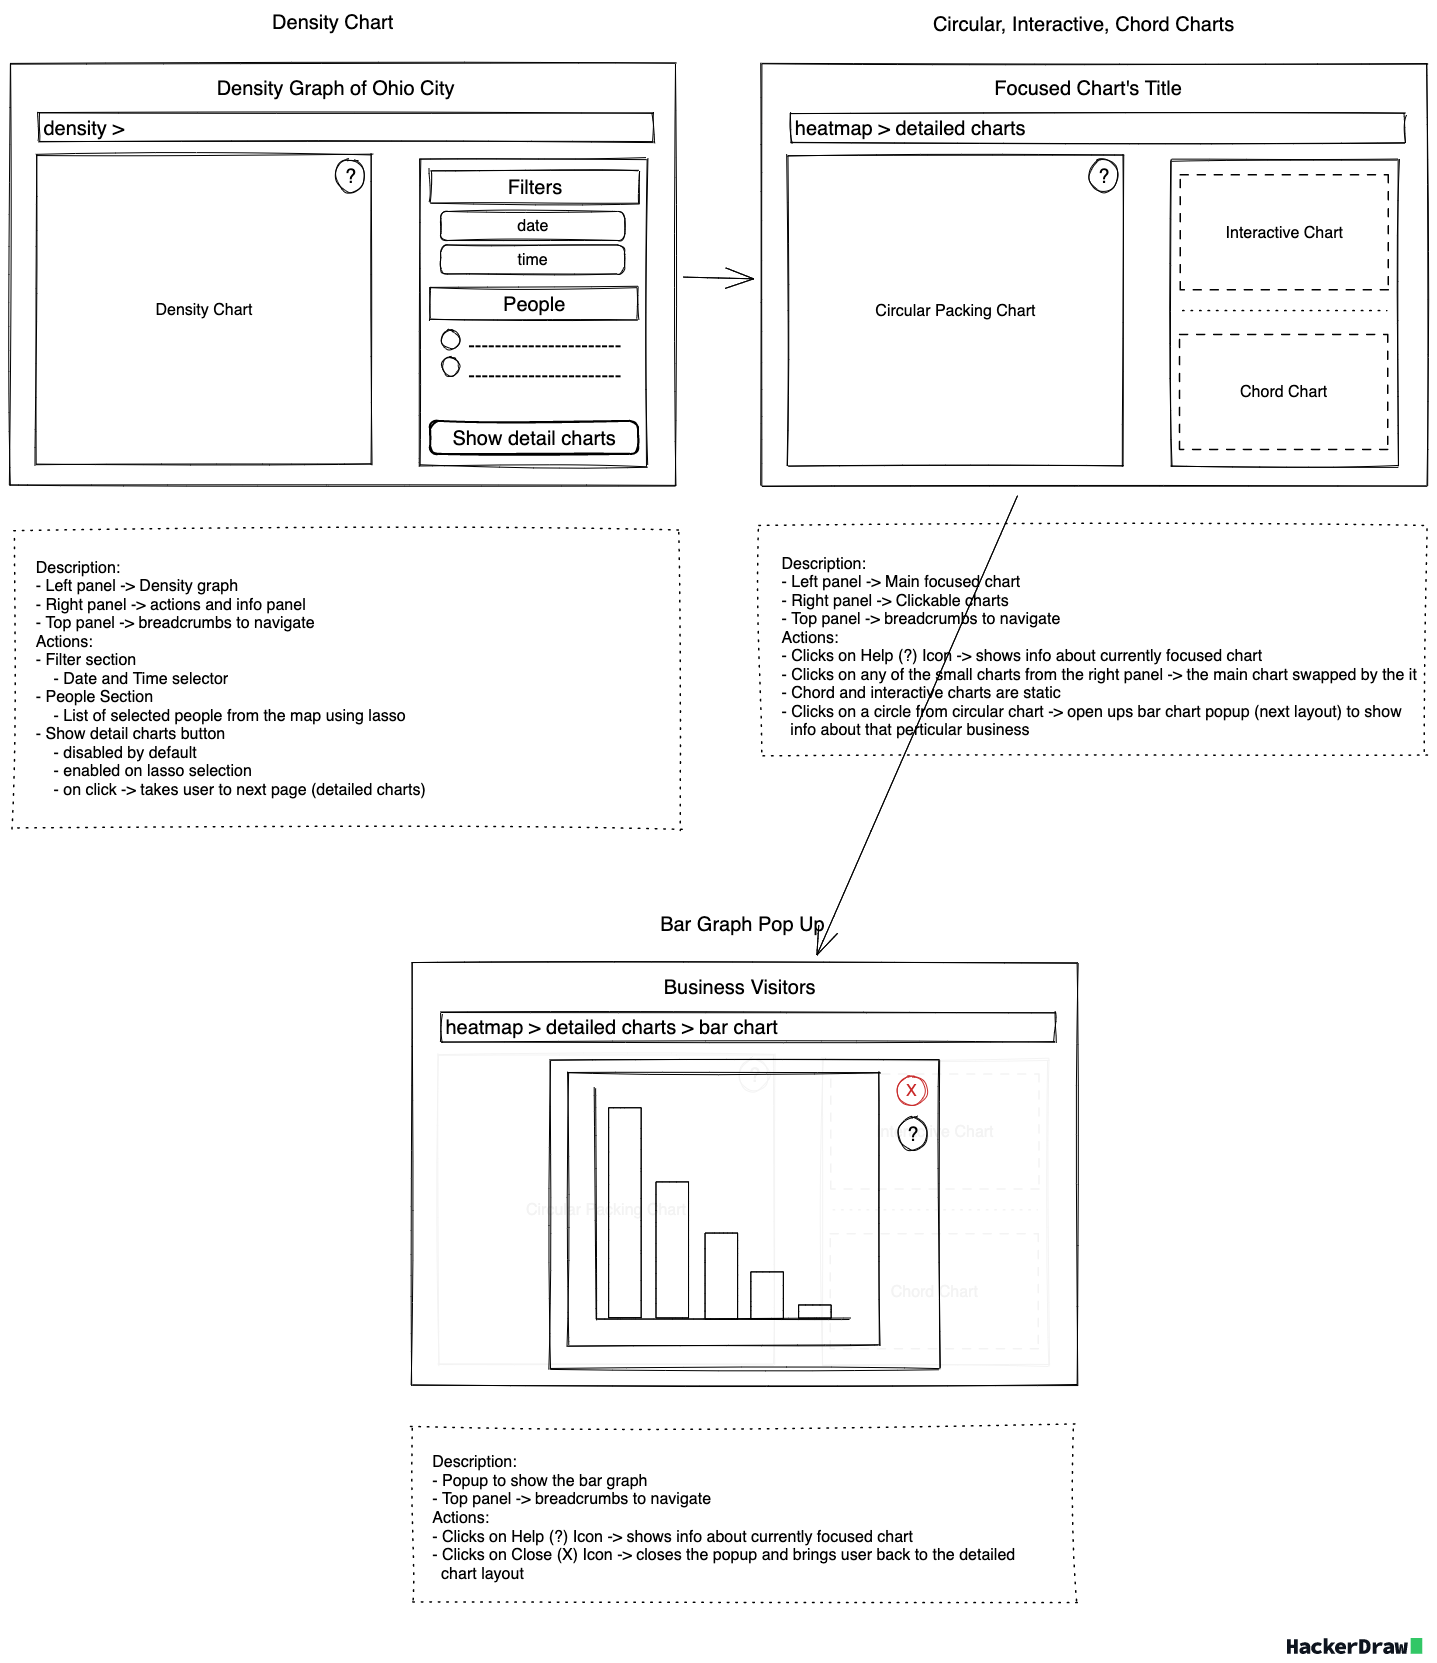 Density Chart
Density Graph of Ohio City
density >
?
Density Chart
Filters
date
time
People
Show detail charts
Description:
- Left panel -> Density graph
- Right panel -> actions and info panel
- Top panel -> breadcrumbs to navigate
Actions:
- Filter section
- Date and Time selector
- People Section
- List of selected people from the map using lasso
- Show detail charts button
- disabled by default
- enabled on lasso selection
- on click -> takes user to next page (detailed charts)
Circular, Interactive, Chord Charts
Focused Chart's Title
heatmap > detailed charts
?
Circular Packing Chart
Interactive Chart
Chord Chart
Description:
- Left panel -> Main focused chart
- Right panel -> Clickable charts
- Top panel -> breadcrumbs to navigate
Actions:
- Clicks on Help (?) Icon -> shows info about currently focused chart
- Clicks on any of the small charts from the right panel -> the main chart swapped by the it
- Chord and interactive charts are static
- Clicks on a circle from circular chart -> open ups bar chart popup (next layout) to show
info about that perticular business
Bar Graph Pop Up
Business Visitors
heatmap > detailed charts > bar chart
?
X
?
Interactive Chart
Circular Packing Chart
Chord Chart
Description:
- Popup to show the bar graph
- Top panel -> breadcrumbs to navigate
Actions:
- Clicks on Help (?) Icon -> shows info about currently focused chart
- Clicks on Close (X) Icon -> closes the popup and brings user back to the detailed
chart layout
HackerDraw